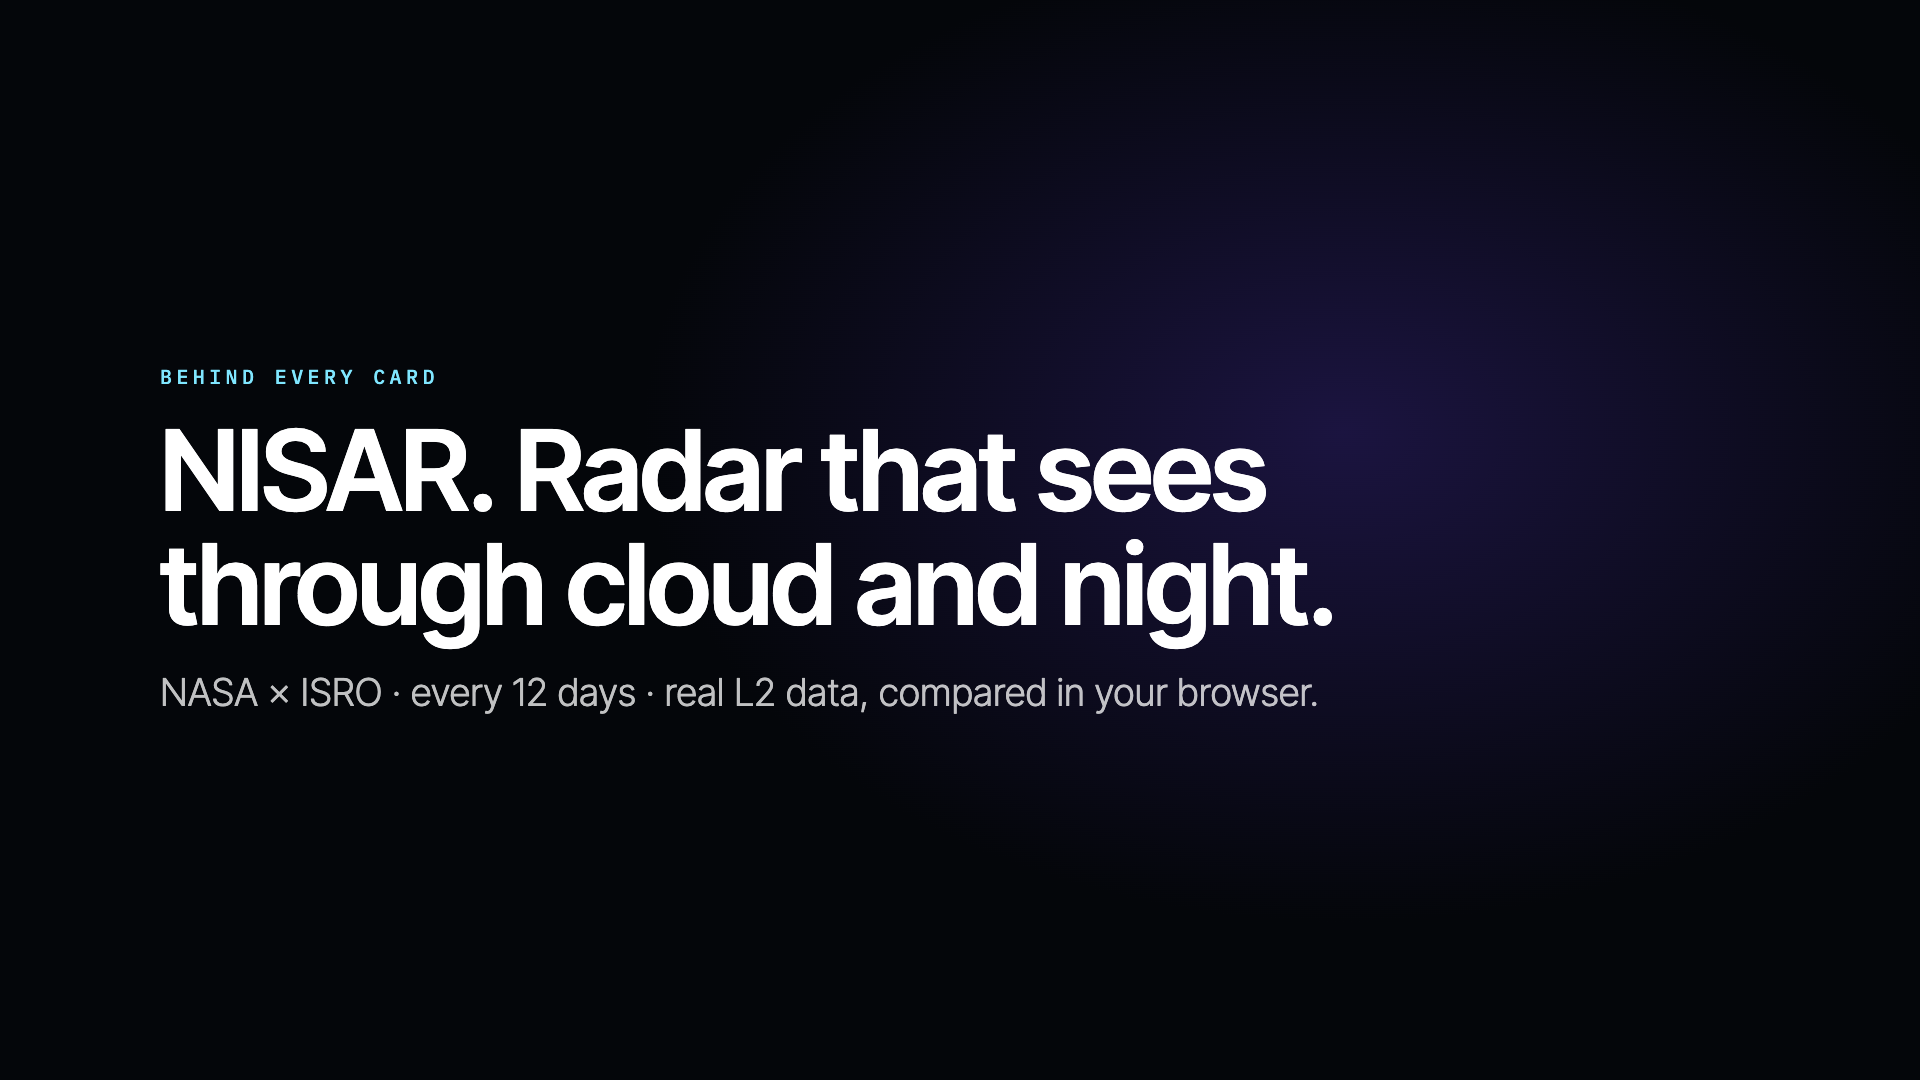 BEHIND EVERY CARD
NISAR. Radar that sees
through cloud and night.
NASA × ISRO · every 12 days · real L2 data, compared in your browser.